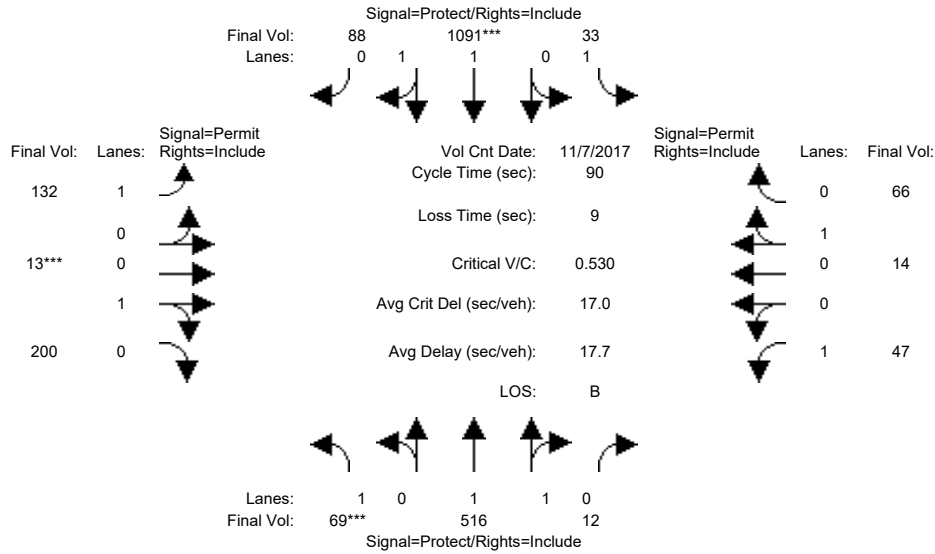 Signal=Protect/Rights=Include
Final Vol: 88 1091*** 33
Lanes: 0 1 1 0 1
Signal=Permit Signal=Permit
Final Vol: Lanes: Rights=Include Vol Cnt Date: 11/7/2017 Rights=Include Lanes: Final Vol:
Cycle Time (sec): 90
132 1 0 66
Loss Time (sec): 9
0 1
13*** 0 Critical V/C: 0.530 0 14
1 Avg Crit Del (sec/veh): 17.0 0
200 0 Avg Delay (sec/veh): 17.7 1 47
LOS: B
Lanes: 1 0 1 1 0
Final Vol: 69*** 516 12
Signal=Protect/Rights=Include